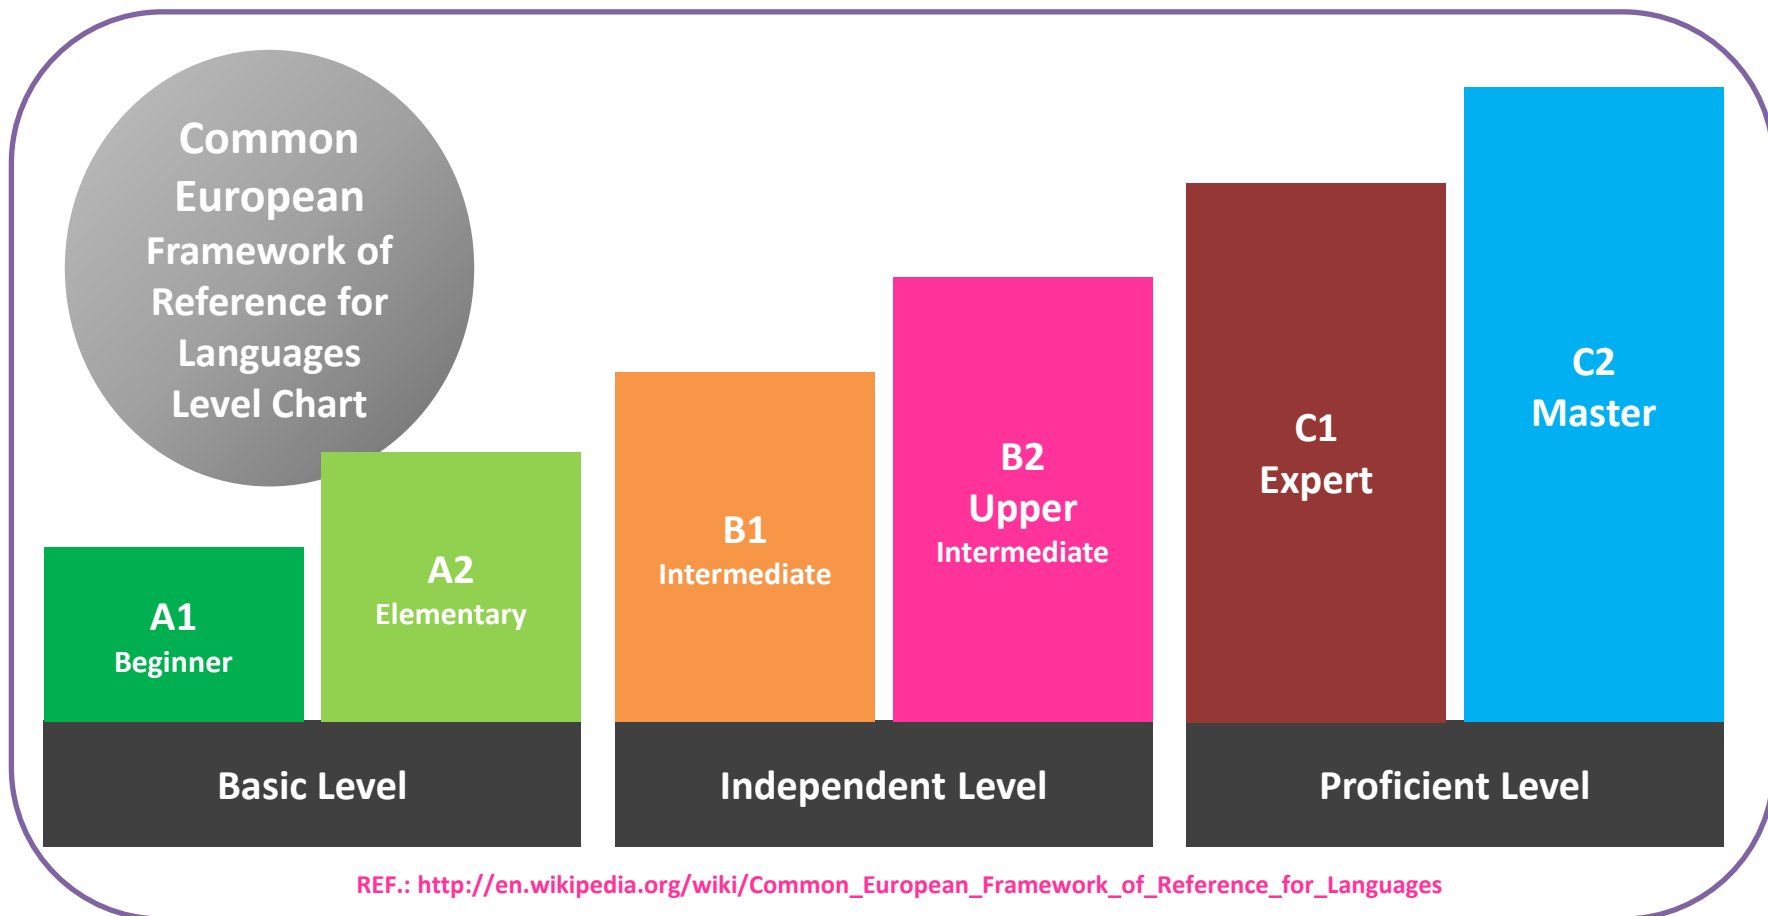 Common
European
Framework of
Reference for
Languages
Level Chart
A1
Beginner
A2
Elementary
B1
Intermediate
B2
Upper
Intermediate
C1
Expert
C2
Master
Basic Level
Independent Level
Proficient Level
REF.: http://en.wikipedia.org/wiki/Common_European_Framework_of_Reference_for_Languages